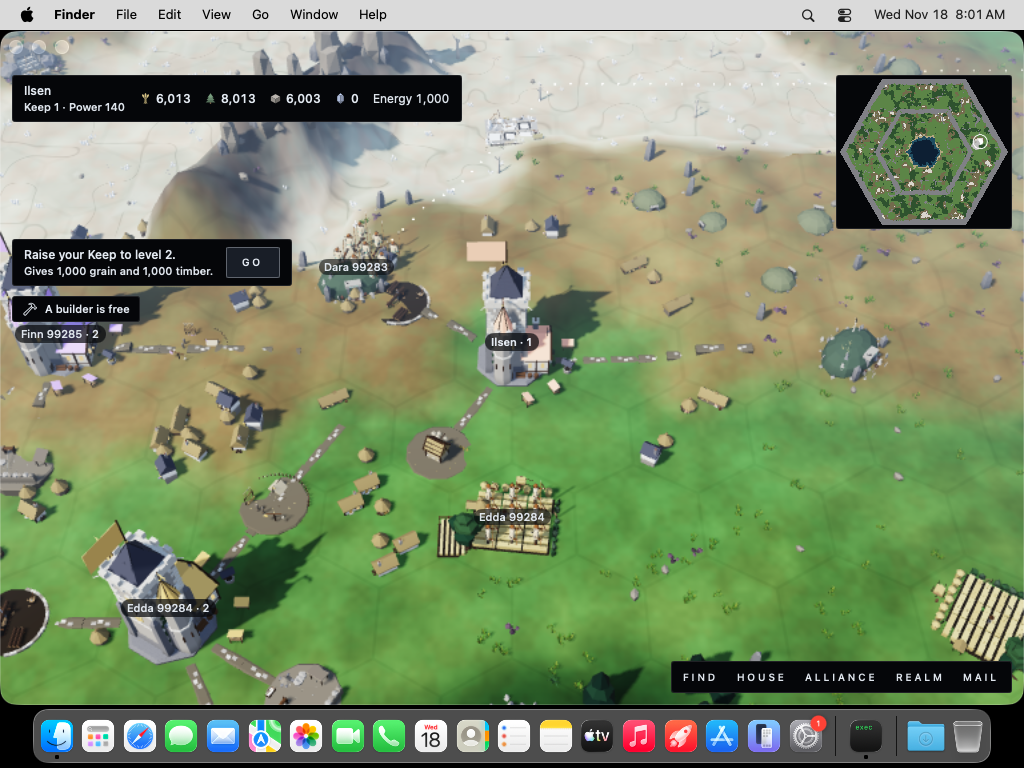 Finder File Edit View Go Window Help Wed Nov 18 8:01 AM
Ilsen
Keep 1 · Power 140
6,013 8,013 6,003 0 Energy 1,000
Raise your Keep to level 2.
Gives 1,000 grain and 1,000 timber.
GO
A builder is free
Dara 99283
Finn 99285 · 2
Ilsen · 1
Edda 99284
Edda 99284 · 2
FIND HOUSE ALLIANCE REALM MAIL
Wed
18
tv
1
exec